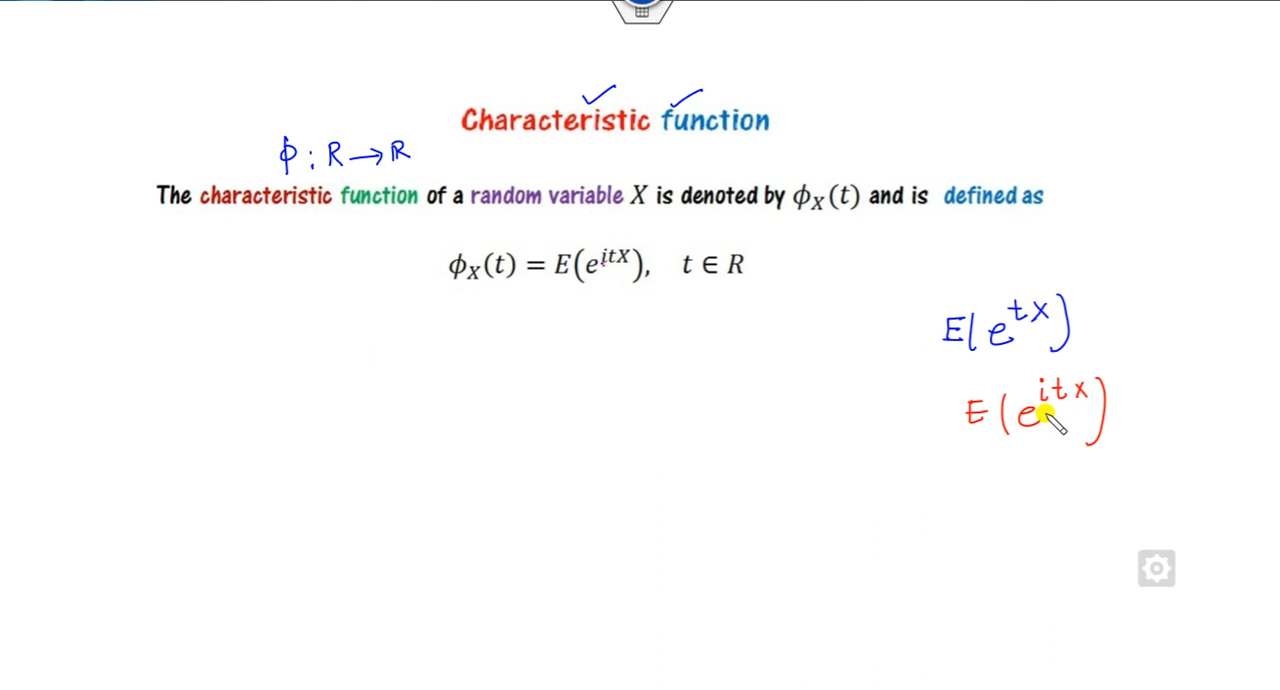 Characteristic function
ϕ : R → R
The characteristic function of a random variable X is denoted by ϕ_X(t) and is defined as
ϕ_X(t) = E(e^{itX}), t ∈ R
E(e^{tX})
E(e^{itx})